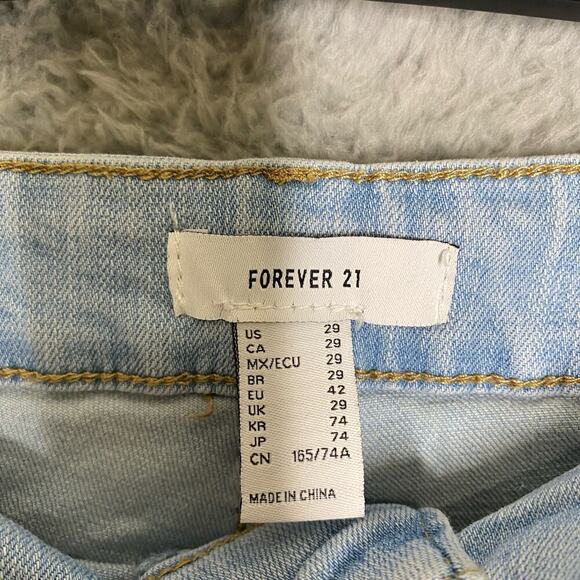 FOREVER 21
US 29
CA 29
MX/ECU 29
BR 29
EU 42
UK 29
KR 74
JP 74
CN 165/74A
MADE IN CHINA